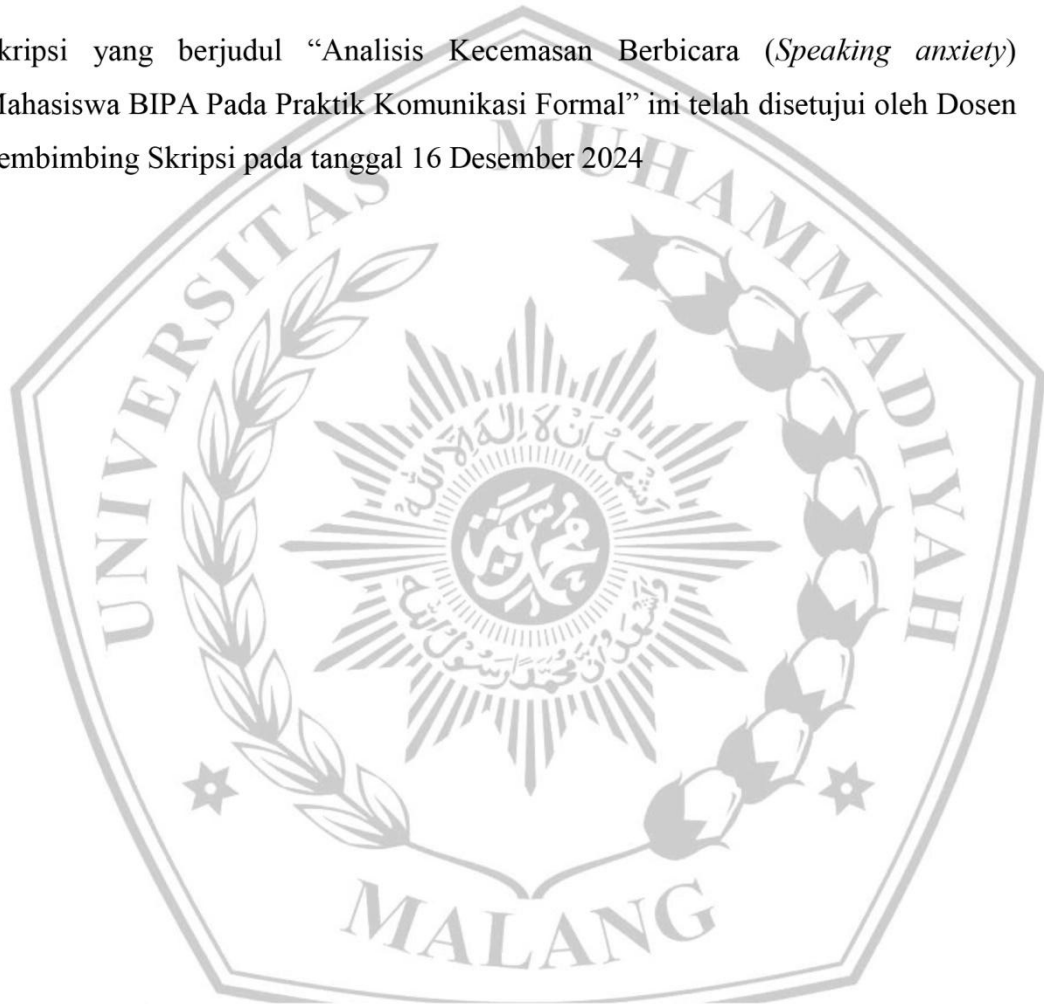 kripsi yang berjudul “Analisis Kecemasan Berbicara (Speaking anxiety)
Mahasiswa BIPA Pada Praktik Komunikasi Formal” ini telah disetujui oleh Dosen
embimbing Skripsi pada tanggal 16 Desember 2024
UNIVERSITAS MUHAMMADIYAH
MALANG